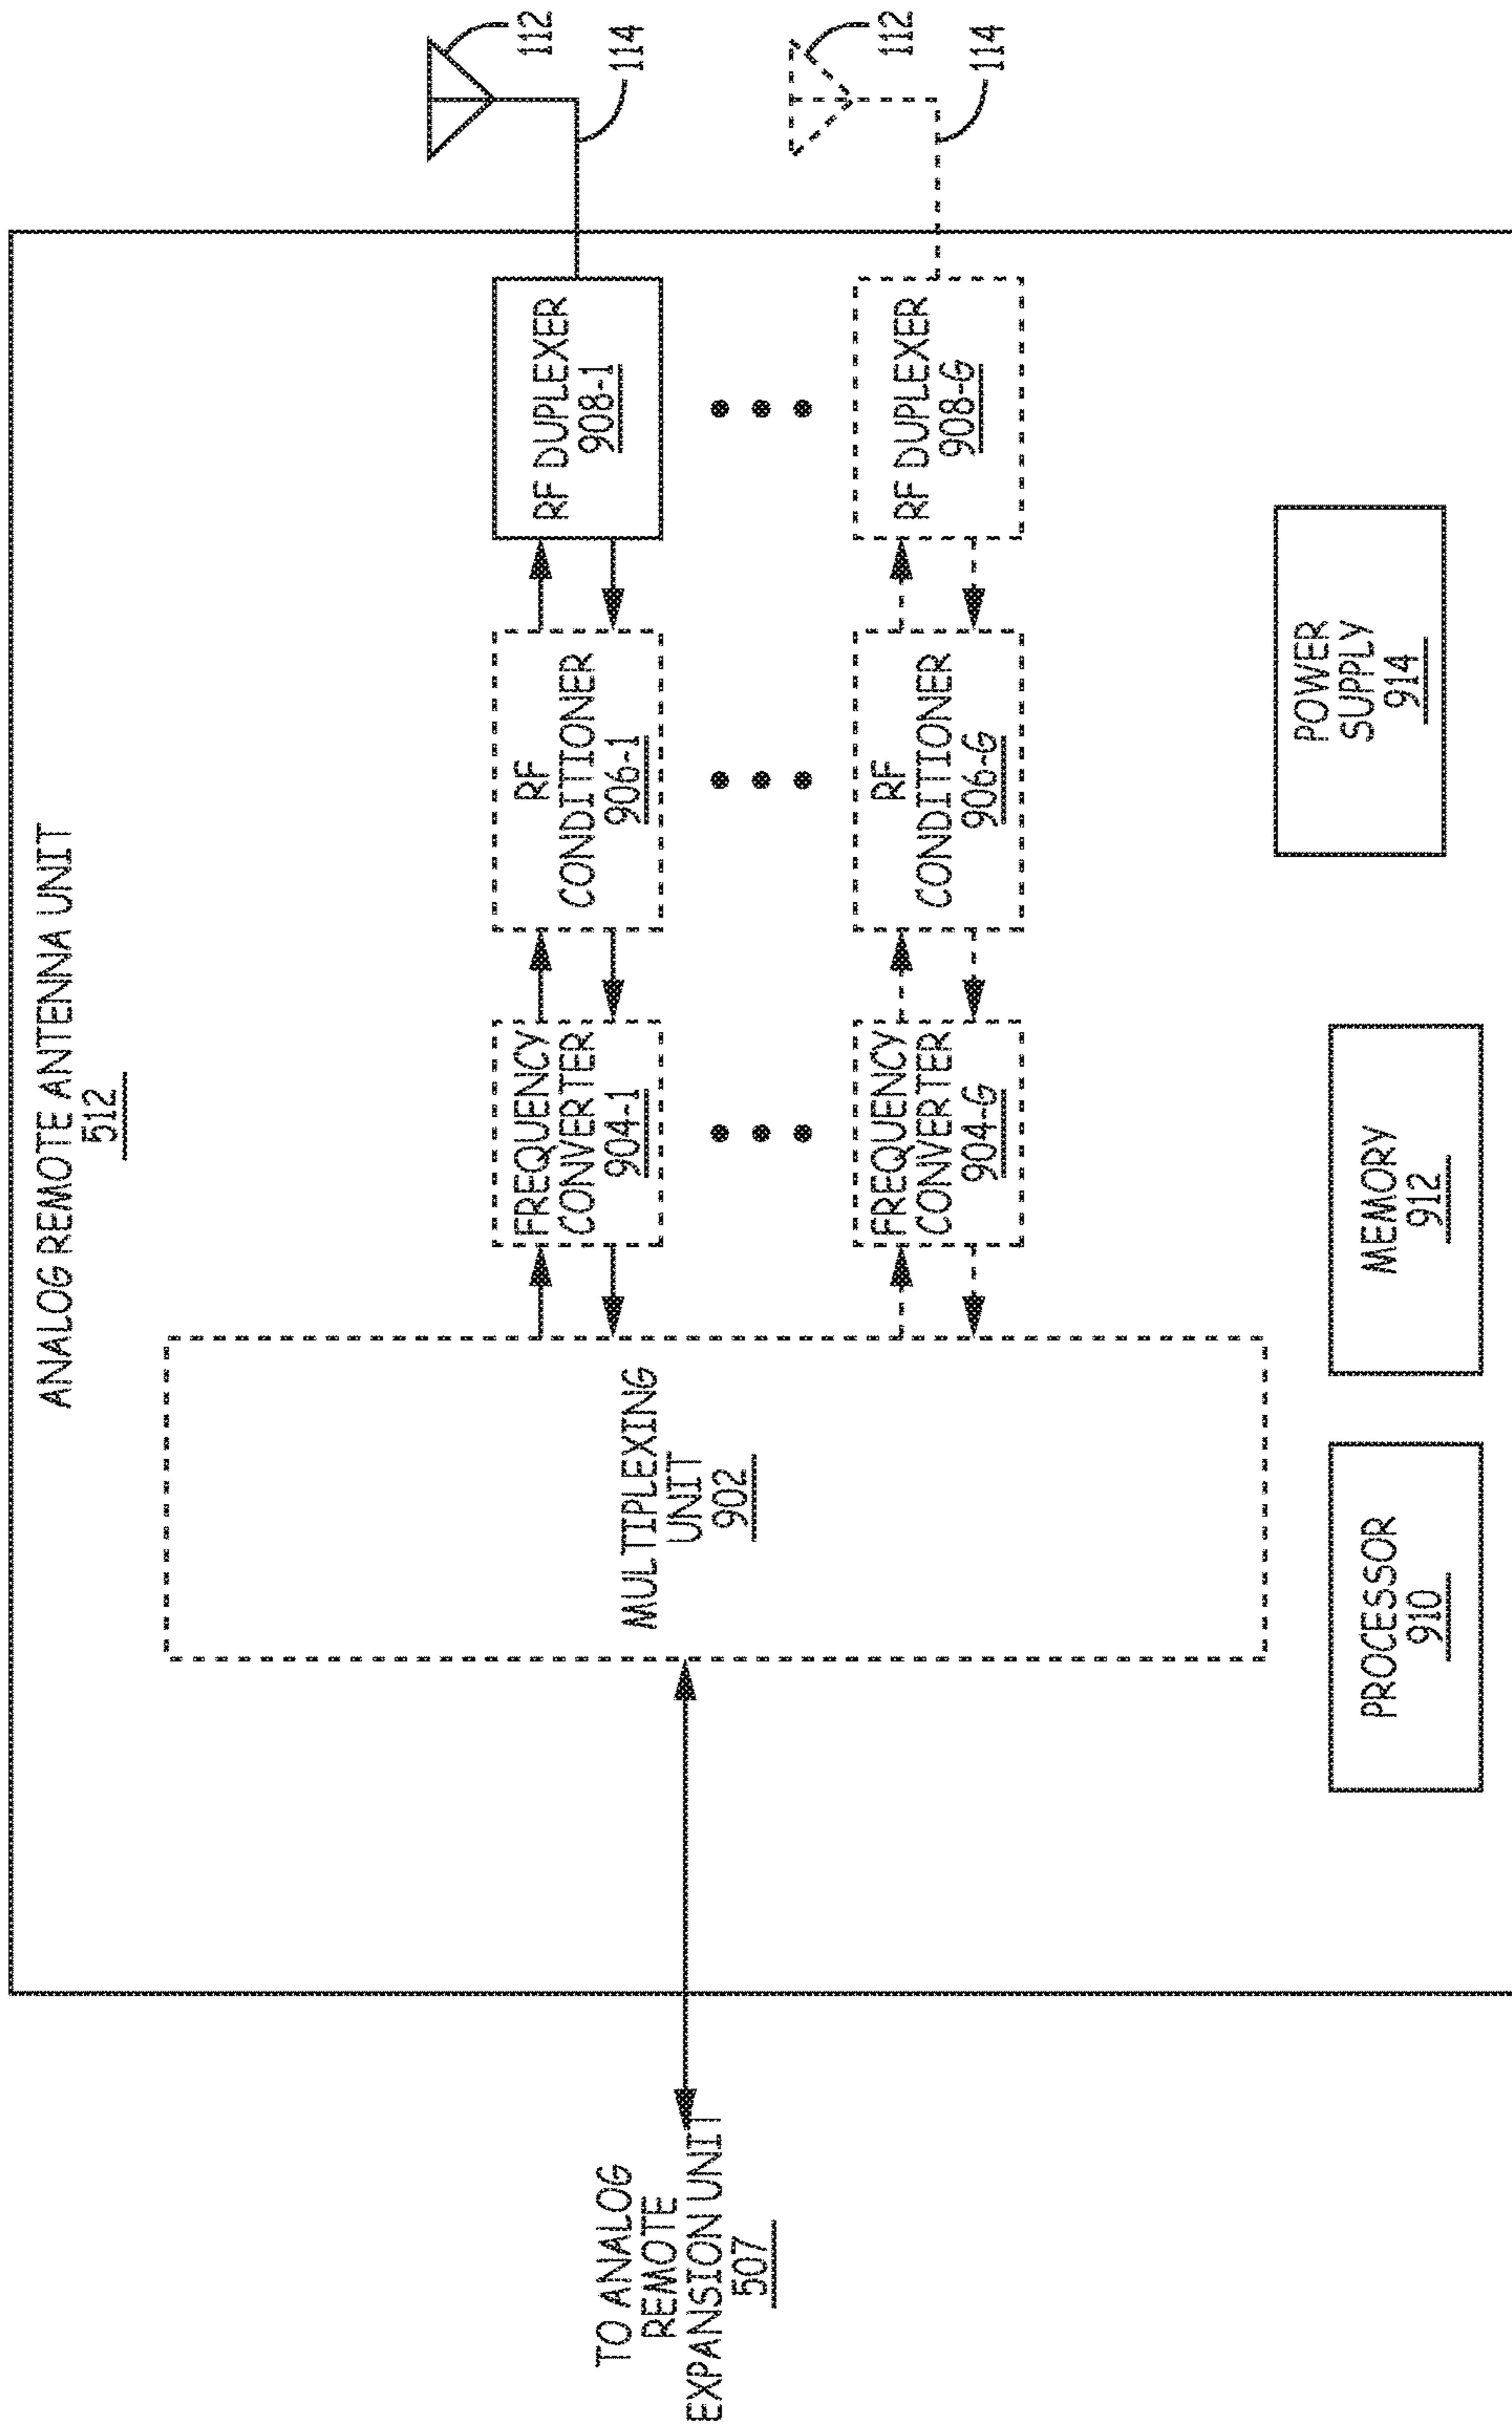 ANALOG REMOTE ANTENNA UNIT
512
TO ANALOG
REMOTE
EXPANSION UNIT
507
MULTIPLEXING
UNIT
902
FREQUENCY
CONVERTER
904-1
RF
CONDITIONER
906-1
RF DUPLEXER
908-1
112
114
FREQUENCY
CONVERTER
904-G
RF
CONDITIONER
906-G
RF DUPLEXER
908-G
112
114
PROCESSOR
910
MEMORY
912
POWER
SUPPLY
914